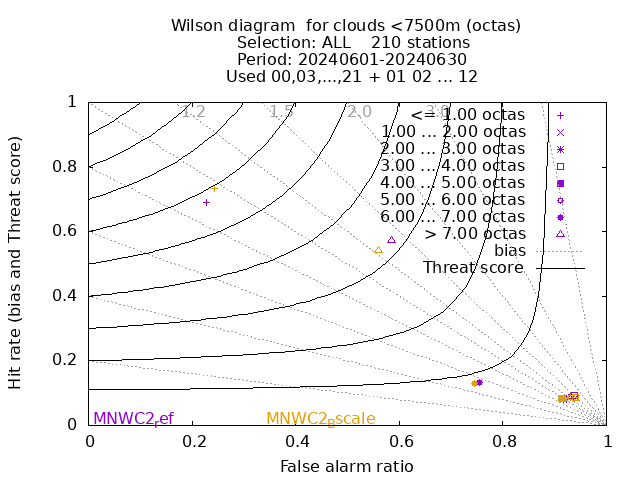 Wilson diagram  for clouds <7500m (octas)
Selection: ALL    210 stations
Period: 20240601-20240630
Used 00,03,...,21 + 01 02 ... 12
Hit rate (bias and Threat score)
1
0.8
0.6
0.4
0.2
0
1.2
1.5
2.0
3.0
<= 1.00 octas
1.00 ... 2.00 octas
2.00 ... 3.00 octas
3.00 ... 4.00 octas
4.00 ... 5.00 octas
5.00 ... 6.00 octas
6.00 ... 7.00 octas
> 7.00 octas
bias
Threat score
MNWC2_ref
MNWC2_Bscale
0
0.2
0.4
0.6
0.8
1
False alarm ratio